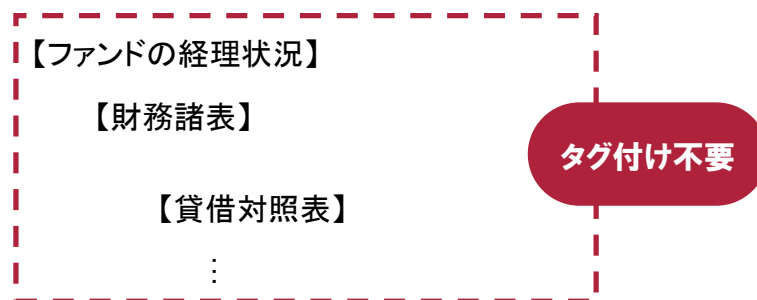 【ファンドの経理状況】
【財務諸表】
タグ付け不要
【貸借対照表】
⋮